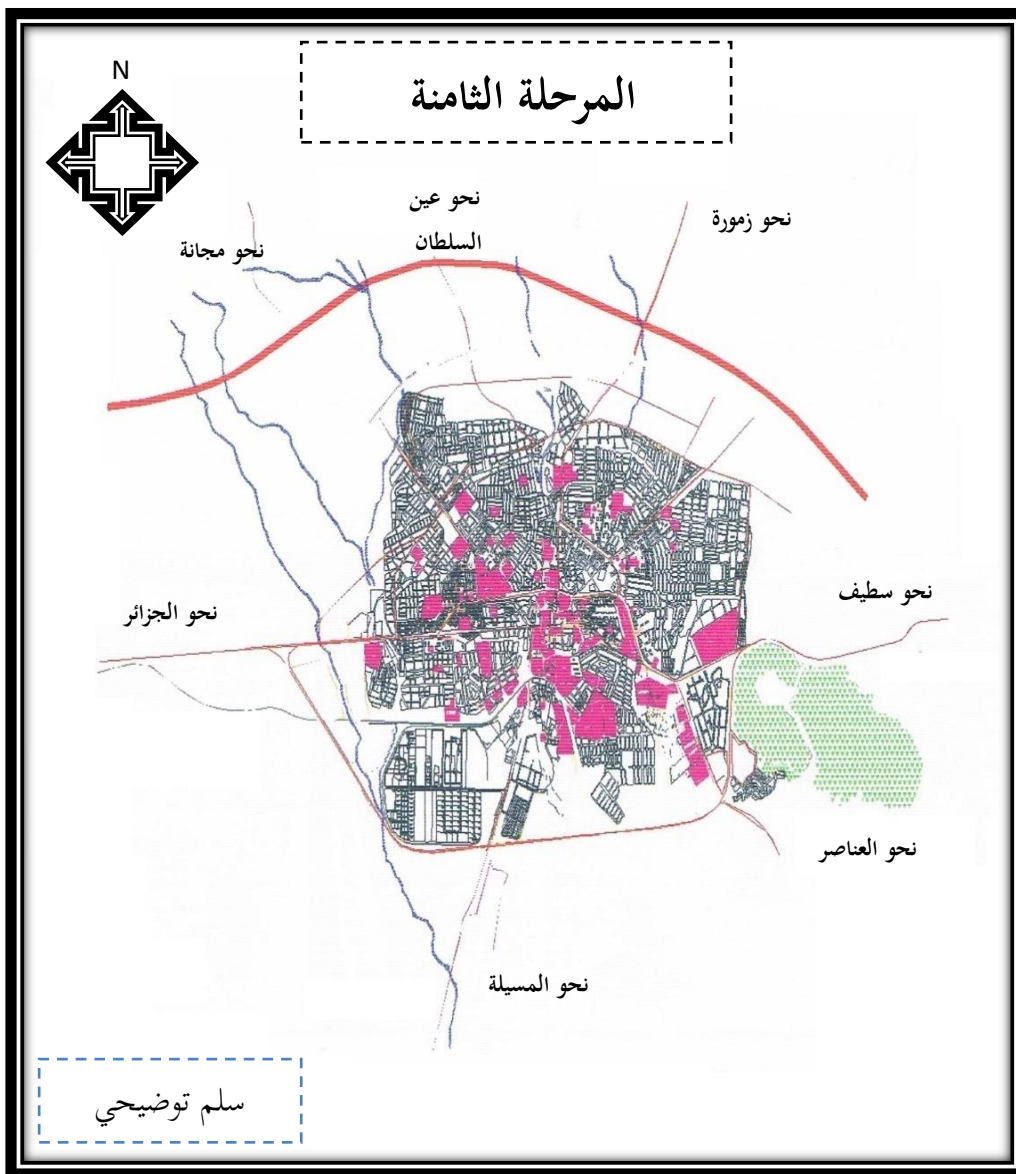 المرحلة الثامنة
N
نحو عين
السلطان
نحو زمورة
نحو مجانة
نحو سطيف
نحو الجزائر
نحو العناصر
نحو المسيلة
سلم توضيحي